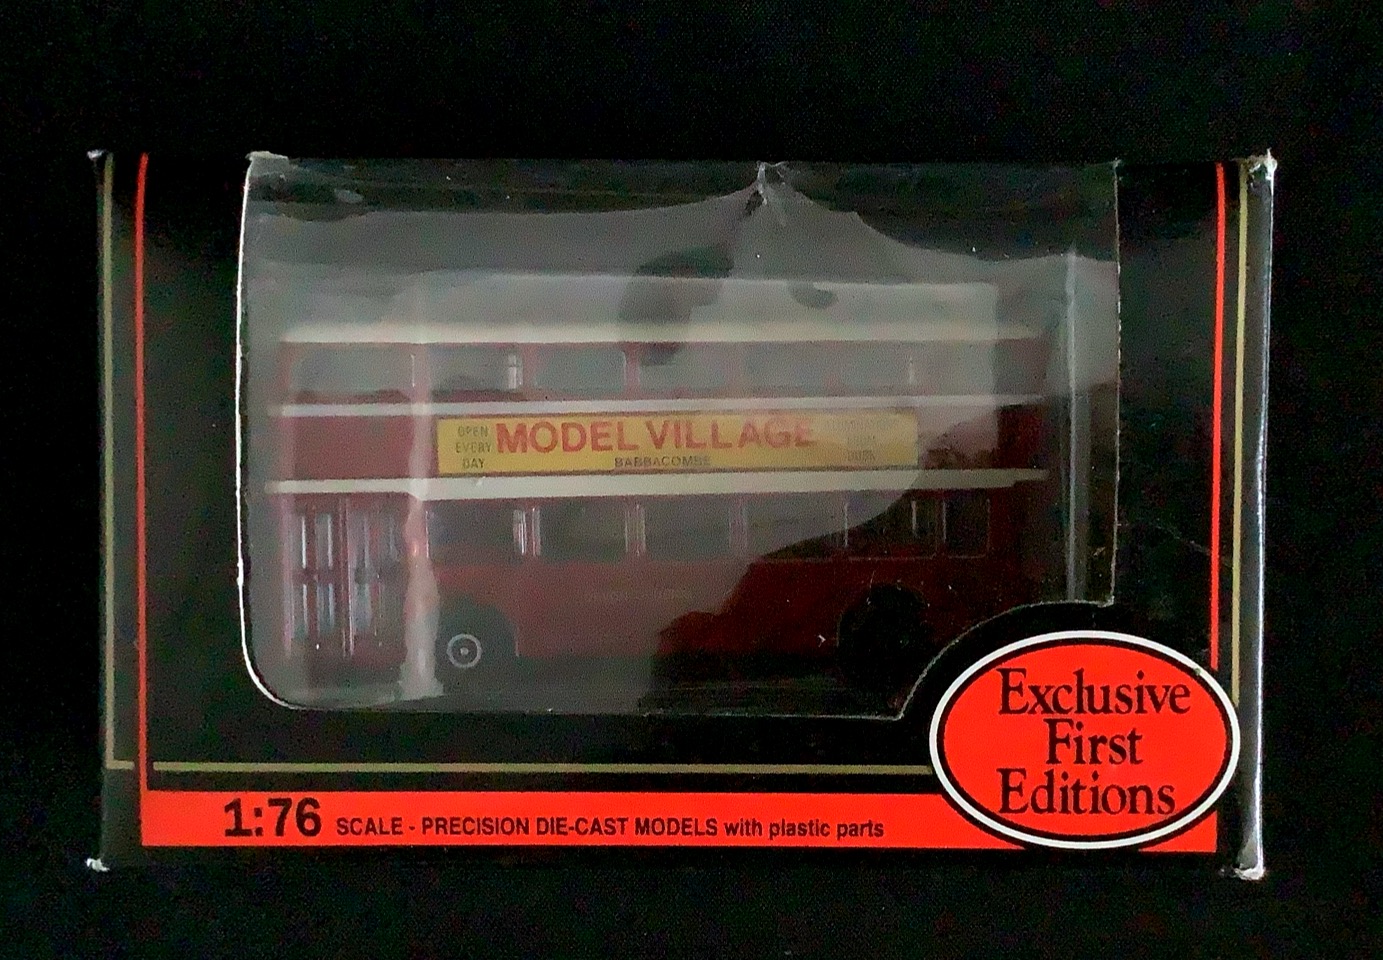 OPEN
EVERY
DAY
MODEL VILLAGE
BABBACOMBE
Exclusive
First
Editions
1:76 SCALE - PRECISION DIE-CAST MODELS with plastic parts